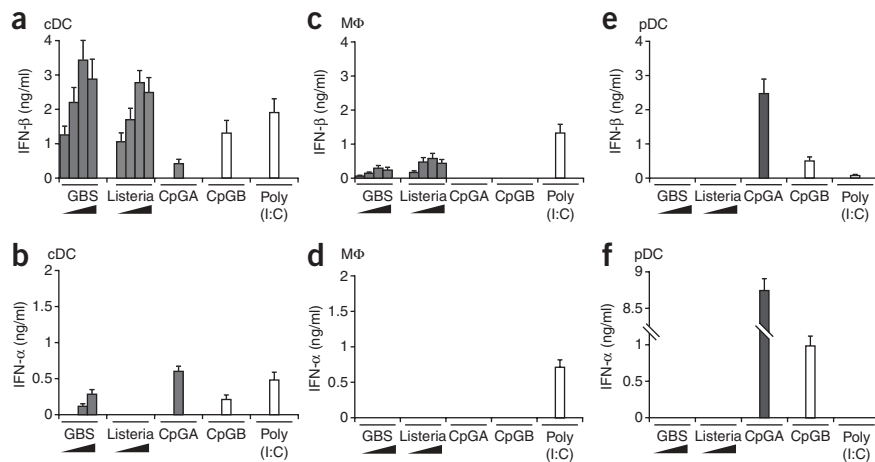 a
cDC
IFN-β (ng/ml)
4
3
2
1
0
GBS Listeria CpGA CpGB Poly
(I:C)
c
MΦ
IFN-β (ng/ml)
4
3
2
1
0
GBS Listeria CpGA CpGB Poly
(I:C)
e
pDC
IFN-β (ng/ml)
4
3
2
1
0
GBS Listeria CpGA CpGB Poly
(I:C)
b
cDC
IFN-α (ng/ml)
2
1.5
1
0.5
0
GBS Listeria CpGA CpGB Poly
(I:C)
d
MΦ
IFN-α (ng/ml)
2
1.5
1
0.5
0
GBS Listeria CpGA CpGB Poly
(I:C)
f
pDC
IFN-α (ng/ml)
9
8.5
1
0.5
0
GBS Listeria CpGA CpGB Poly
(I:C)